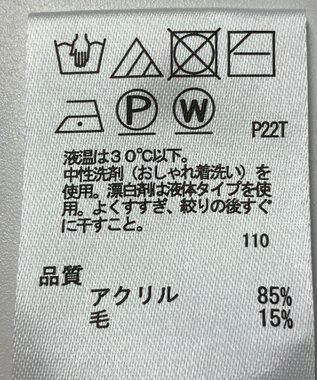 P W
P22T
液温は30℃以下。
中性洗剤（おしゃれ着洗い）を
使用。漂白剤は液体タイプを使
用。よくすすぎ、絞りの後すぐ
に干すこと。
110
品質
アクリル 85%
毛 15%